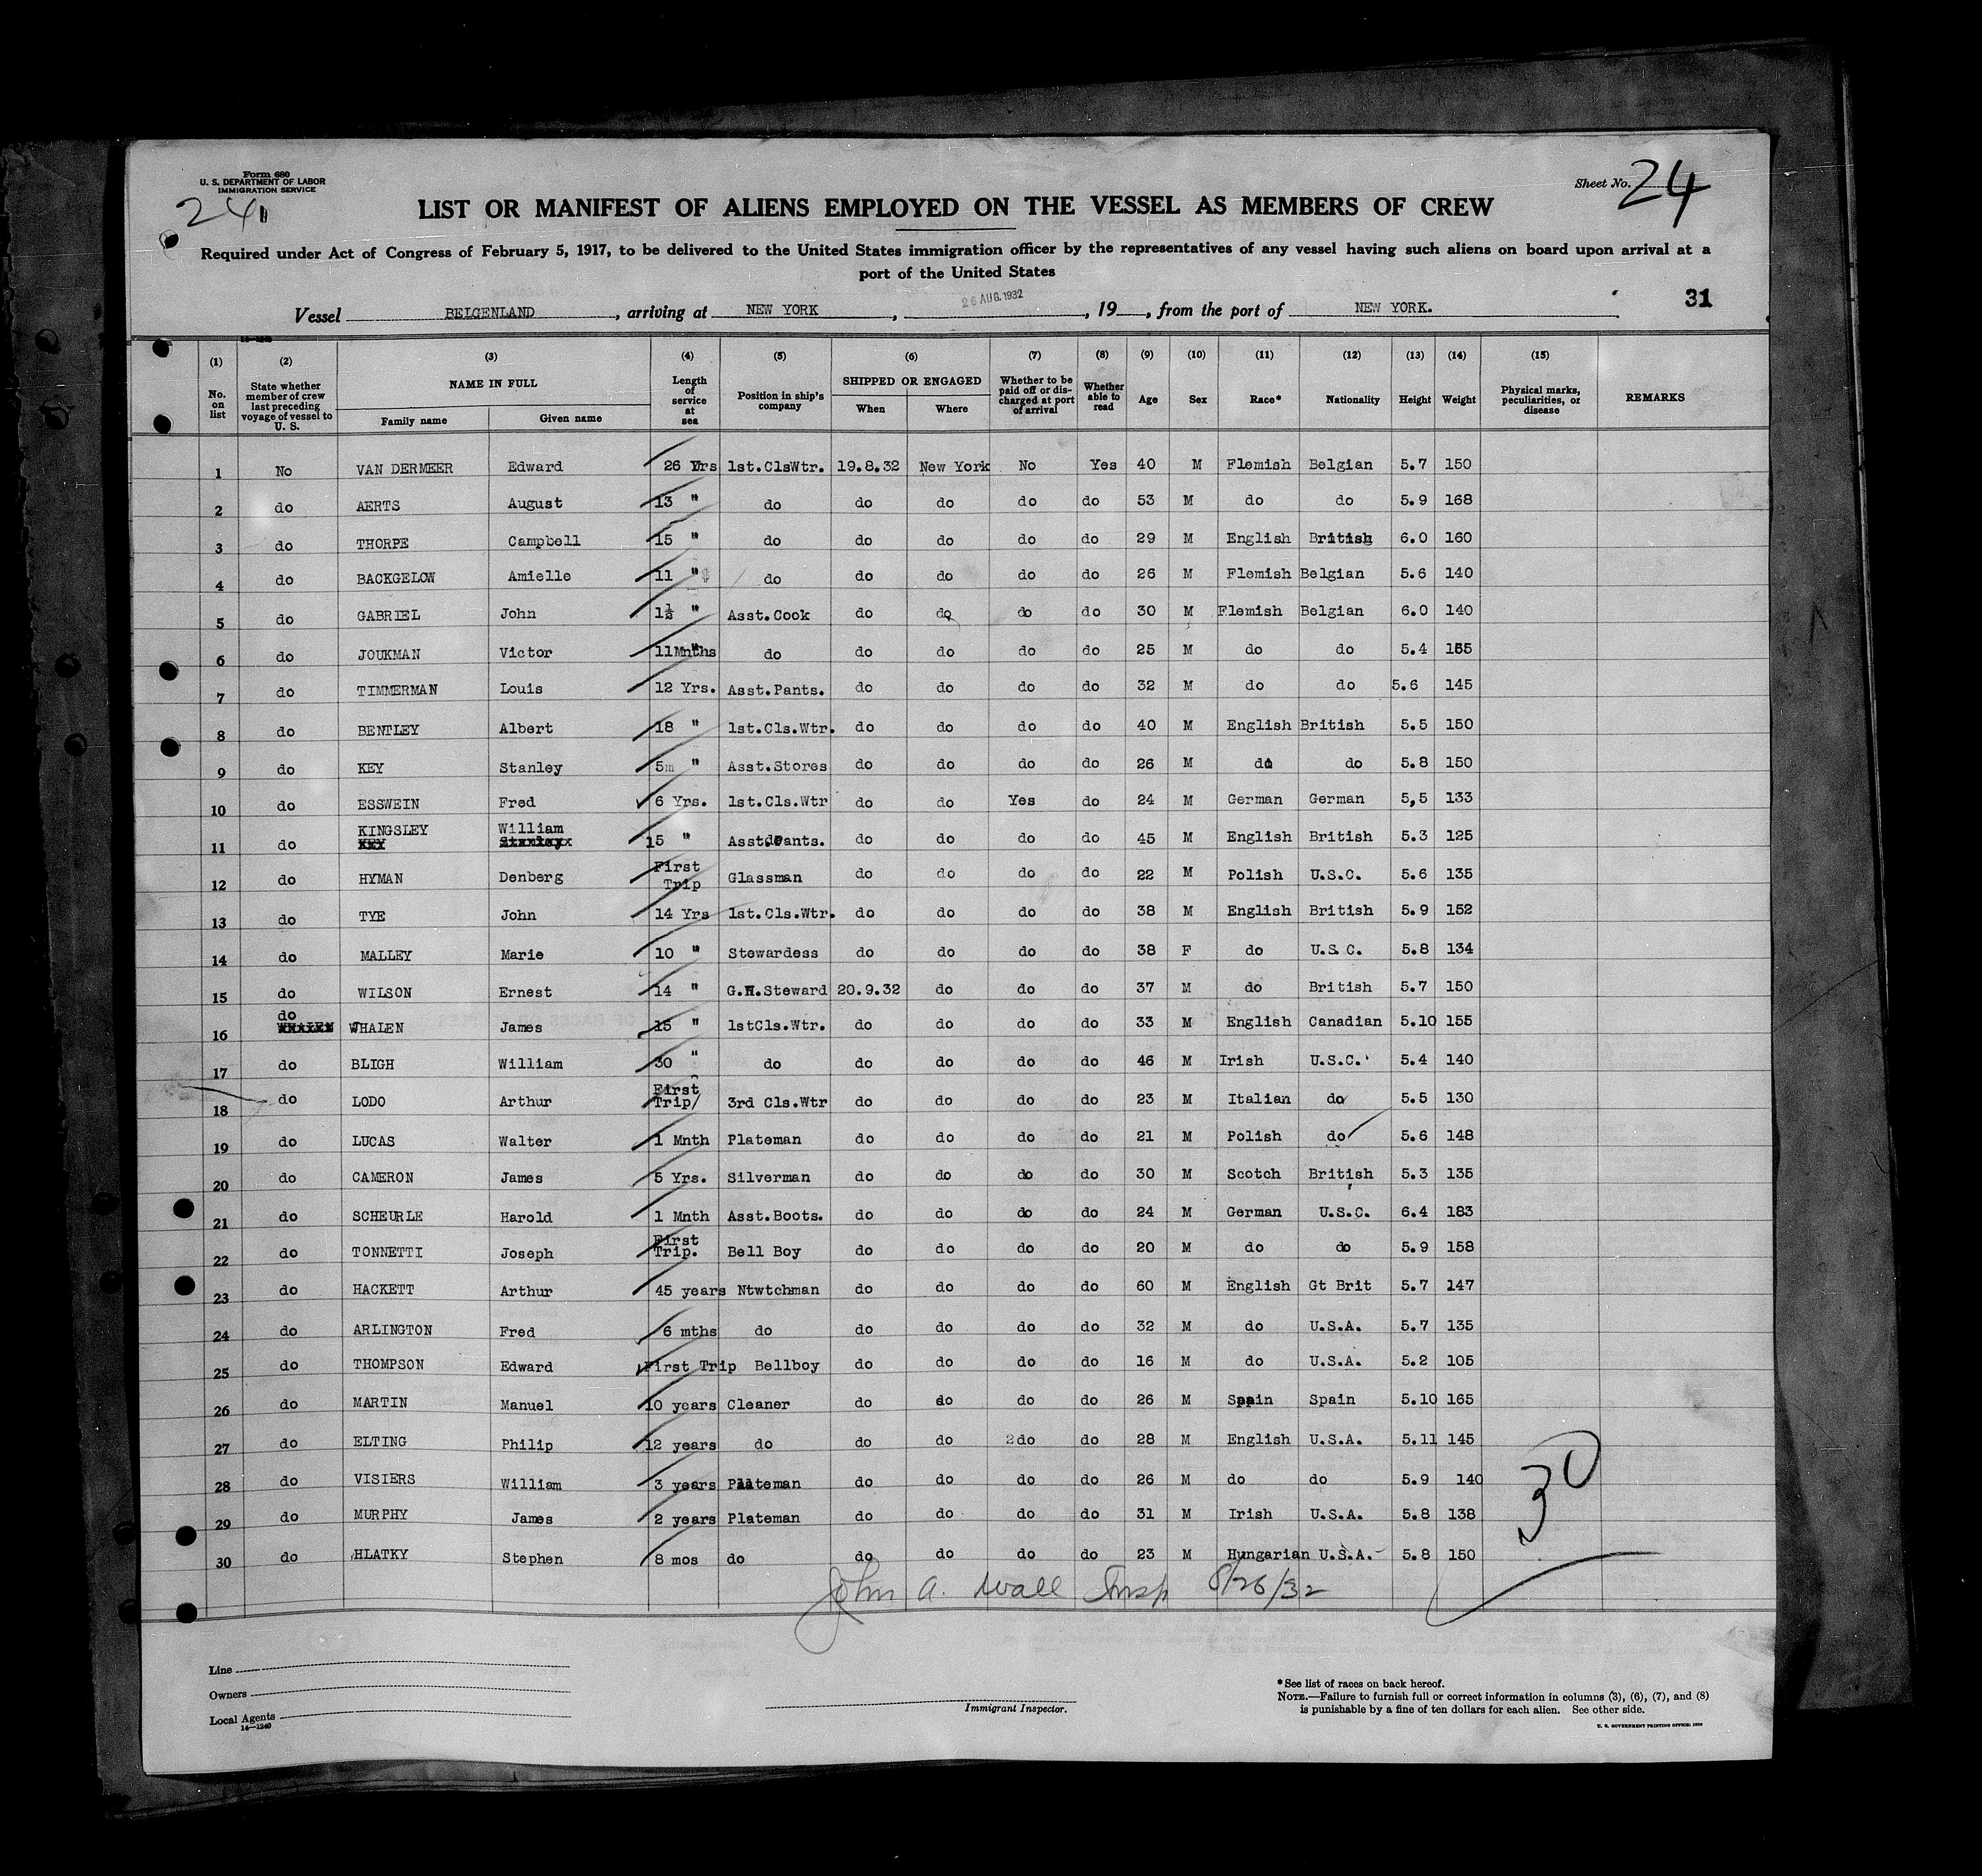 Form 680
U. S. DEPARTMENT OF LABOR
IMMIGRATION SERVICE
24
Sheet No. 24
LIST OR MANIFEST OF ALIENS EMPLOYED ON THE VESSEL AS MEMBERS OF CREW
Required under Act of Congress of February 5, 1917, to be delivered to the United States immigration officer by the representatives of any vessel having such aliens on board upon arrival at a
port of the United States
26 AUG. 1932
Vessel BELGENLAND, arriving at NEW YORK, , 19 , from the port of NEW YORK. 31
(1) (2) (3) (4) (5) (6) (7) (8) (9) (10) (11) (12) (13) (14) (15)
No. on list State whether member of crew last preceding voyage of vessel to U. S. NAME IN FULL Family name Given name Length of service at sea Position in ship's company SHIPPED OR ENGAGED When Where Whether to be paid off or discharged at port of arrival Whether able to read Age Sex Race* Nationality Height Weight Physical marks, peculiarities, or disease REMARKS
1 No VAN DERMEER Edward 26 Yrs 1st.ClsWtr. 19.8.32 New York No Yes 40 M Flemish Belgian 5.7 150
2 do AERTS August 13 " do do do do do 53 M do do 5.9 168
3 do THORPE Campbell 15 " do do do do do 29 M English British 6.0 160
4 do BACKGELOW Amielle 11 " do do do do do 26 M Flemish Belgian 5.6 140
5 do GABRIEL John 1½ " Asst.Cook do do do do 30 M Flemish Belgian 6.0 140
6 do JOUKMAN Victor 11Mnths do do do do do 25 M do do 5.4 155
7 do TIMMERMAN Louis 12 Yrs. Asst.Pants. do do do do 32 M do do 5.6 145
8 do BENTLEY Albert 18 " 1st.Cls.Wtr. do do do do 40 M English British 5.5 150
9 do KEY Stanley 5m " Asst.Stores do do do do 26 M do do 5.8 150
10 do ESSWEIN Fred 6 Yrs. 1st.Cls.Wtr do do Yes do 24 M German German 5,5 133
11 do KINGSLEY KEY William Stanley 15 " Asst.Pants. do do do do 45 M English British 5.3 125
12 do HYMAN Denberg First Trip Glassman do do do do 22 M Polish U.S.C. 5.6 135
13 do TYE John 14 Yrs 1st.Cls.Wtr. do do do do 38 M English British 5.9 152
14 do MALLEY Marie 10 " Stewardess do do do do 38 F do U.S.C. 5.8 134
15 do WILSON Ernest 14 " G.H.Steward 20.9.32 do do do 37 M do British 5.7 150
16 do WHALEN WHALEN James 15 " 1stCls.Wtr. do do do do 33 M English Canadian 5.10 155
17 do BLIGH William 30 " do do do do do 46 M Irish U.S.C. 5.4 140
18 do LODO Arthur First Trip/ 3rd Cls.Wtr do do do do 23 M Italian do 5.5 130
19 do LUCAS Walter 1 Mnth Plateman do do do do 21 M Polish do 5.6 148
20 do CAMERON James 5 Yrs. Silverman do do do do 30 M Scotch British 5.3 135
21 do SCHEURLE Harold 1 Mnth Asst.Boots. do do do do 24 M German U.S.C. 6.4 183
22 do TONNETTI Joseph First Trip. Bell Boy do do do do 20 M do do 5.9 158
23 do HACKETT Arthur 45 years Ntwtchman do do do do 60 M English Gt Brit 5.7 147
24 do ARLINGTON Fred 6 mths do do do do do 32 M do U.S.A. 5.7 135
25 do THOMPSON Edward First Trip Bellboy do do do do 16 M do U.S.A. 5.2 105
26 do MARTIN Manuel 10 years Cleaner do do do do 26 M Spain Spain 5.10 165
27 do ELTING Philip 12 years do do do 2do do 28 M English U.S.A. 5.11 145
28 do VISIERS William 3 years Plateman do do do do 26 M do do 5.9 140
29 do MURPHY James 2 years Plateman do do do do 31 M Irish U.S.A. 5.8 138
30 do HLATKY Stephen 8 mos do do do do do 23 M Hungarian U.S.A. 5.8 150
30
John A. Wall Insp 8/26/32
Line
Owners
Local Agents
14—1240
Immigrant Inspector.
*See list of races on back hereof.
NOTE.—Failure to furnish full or correct information in columns (3), (6), (7), and (8)
is punishable by a fine of ten dollars for each alien. See other side.
U. S. GOVERNMENT PRINTING OFFICE: 1929